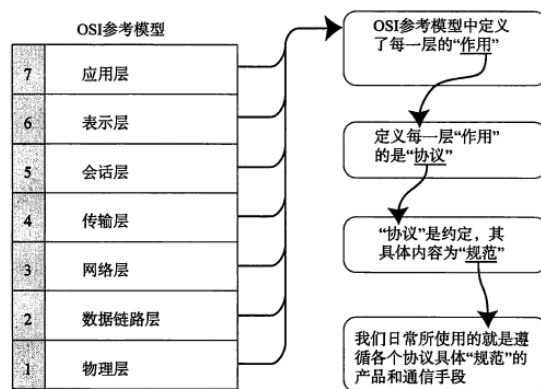 OSI参考模型
7 应用层
6 表示层
5 会话层
4 传输层
3 网络层
2 数据链路层
1 物理层
OSI参考模型中定义
了每一层的“作用”
定义每一层“作用”
的是“协议”
“协议”是约定，其
具体内容为“规范”
我们日常所使用的就是遵
循各个协议具体“规范”的
产品和通信手段